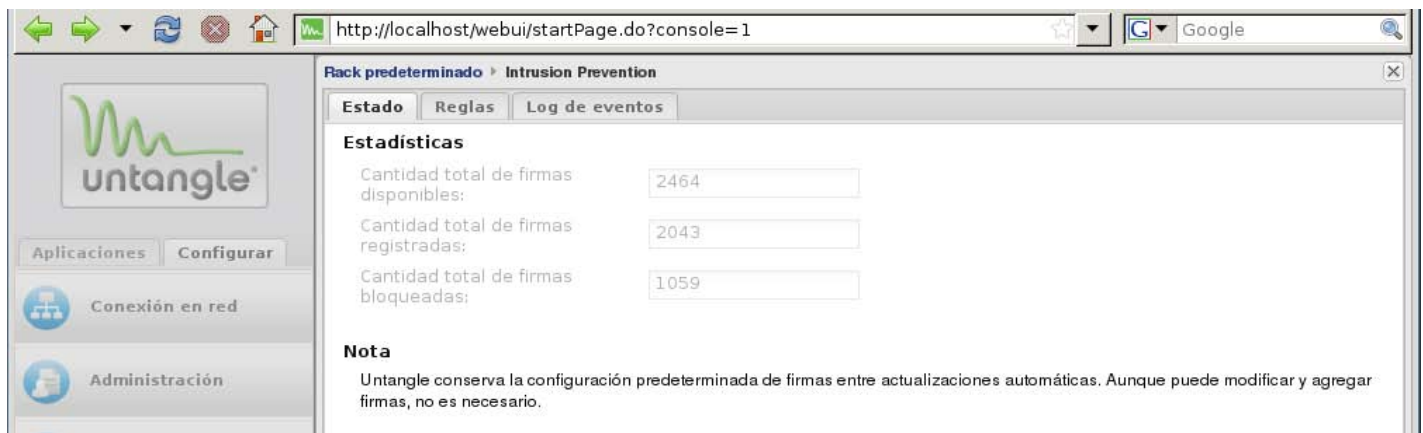 http://localhost/webui/startPage.do?console=1
Google
untangle
Rack predeterminado Intrusion Prevention
Estado Reglas Log de eventos
Estadísticas
Cantidad total de firmas
disponibles:
2464
Cantidad total de firmas
registradas:
2043
Cantidad total de firmas
bloqueadas:
1059
Aplicaciones Configurar
Conexión en red
Administración
Nota
Untangle conserva la configuración predeterminada de firmas entre actualizaciones automáticas. Aunque puede modificar y agregar
firmas, no es necesario.